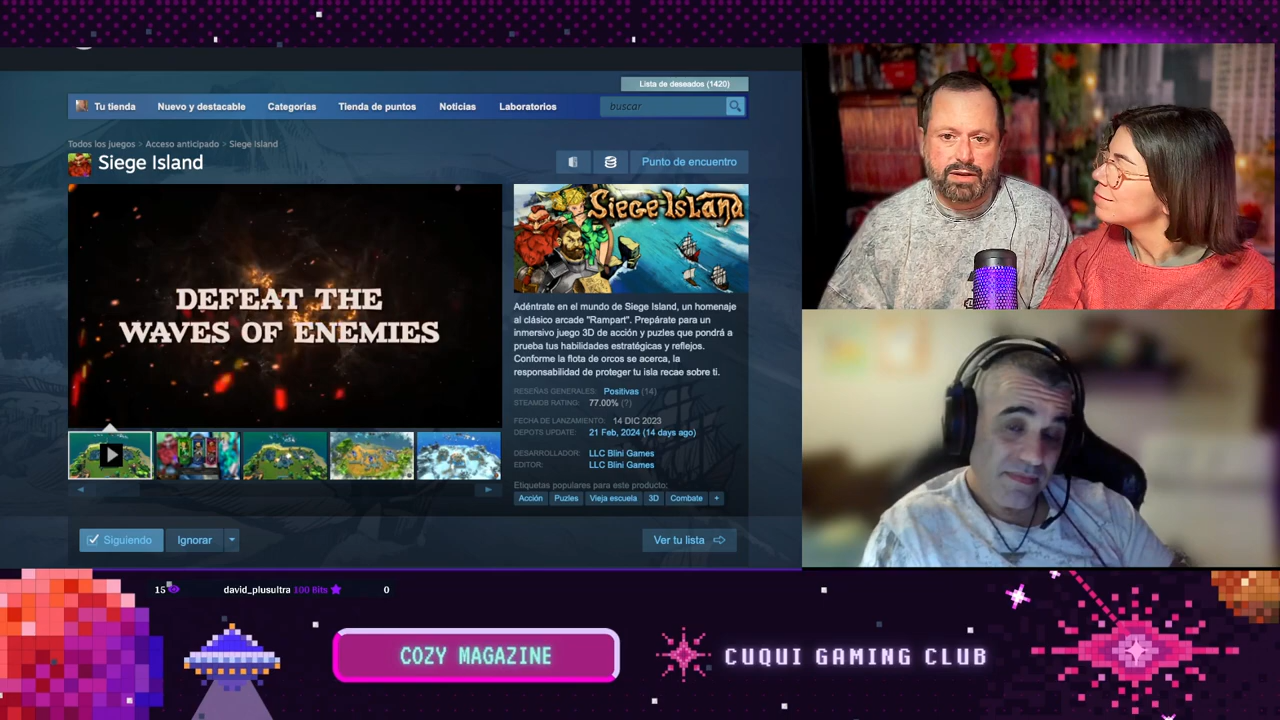 Lista de deseados (1420)
Tu tienda Nuevo y destacable Categorías Tienda de puntos Noticias Laboratorios buscar
Todos los juegos > Acceso anticipado > Siege Island
Siege Island
Punto de encuentro
DEFEAT THE
WAVES OF ENEMIES
Siege Island
Adéntrate en el mundo de Siege Island, un homenaje
al clásico arcade "Rampart". Prepárate para un
inmersivo juego 3D de acción y puzles que pondrá a
prueba tus habilidades estratégicas y reflejos.
Conforme la flota de orcos se acerca, la
responsabilidad de proteger tu isla recae sobre ti.
RESEÑAS GENERALES: Positivas (14)
STEAMDB RATING: 77.00% (?)
FECHA DE LANZAMIENTO: 14 DIC 2023
DEPOTS UPDATE: 21 Feb, 2024 (14 days ago)
DESARROLLADOR: LLC Blini Games
EDITOR: LLC Blini Games
Etiquetas populares para este producto:
Acción Puzles Vieja escuela 3D Combate +
Siguiendo Ignorar Ver tu lista
15 david_plusultra 100 Bits 0
COZY MAGAZINE
CUQUI GAMING CLUB